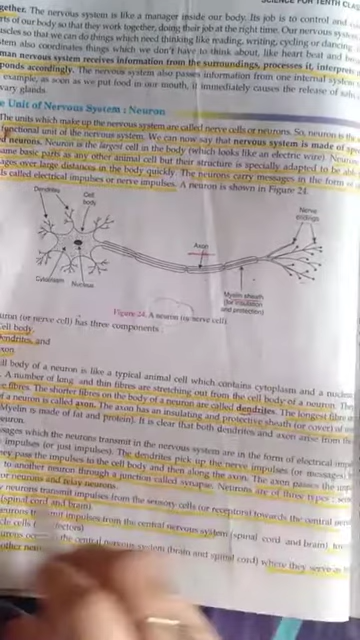 SCIENCE FOR TENTH CLASS
gether. The nervous system is like a manager inside our body. Its job is to control and
rts of our body so that they work together, doing their job at the right time. Our nervous system
uscles so that we can do things which need thinking like reading, writing, cycling or dancing.
stem also coordinates things which we don't have to think about, like heart beat and
man nervous system receives information from the surroundings, processes it, interprets
ponds accordingly. The nervous system also passes information from one internal system
example, as soon as we put food in our mouth, it immediately causes the release of saliva
vary glands.
e Unit of Nervous System : Neuron
The units which make up the nervous system are called nerve cells or neurons. So, neuron is the
functional unit of the nervous system. We can now say that nervous system is made of
ed neurons. Neuron is the largest cell in the body (which looks like an electric wire). Neurons
same basic parts as any other animal cell but their structure is specially adapted to be able
ages over large distances in the body quickly. The neurons carry messages in the form of
ls called electrical impulses or nerve impulses. A neuron is shown in Figure 24.
Dendrites
Cell body
Nerve endings
Axon
Cytoplasm
Nucleus
Myelin sheath (for insulation and protection)
Figure 24. A neuron (or nerve cell)
uron (or nerve cell) has three components :
Cell body
Dendrites, and
xon
ell body of a neuron is like a typical animal cell which contains cytoplasm and a nucleus
. A number of long and thin fibres are stretching out from the cell body of a neuron. They
e fibres. The shorter fibres on the body of a neuron are called dendrites. The longest fibre
of a neuron is called axon. The axon has an insulating and protective sheath (or cover) of
Myelin is made of fat and protein). It is clear that both dendrites and axon arise from the
euron.
sages which the neurons transmit in the nervous system are in the form of electrical
impulses (or just impulses). The dendrites pick up the nerve impulses (or messages)
hey pass the impulses to the cell body and then along the axon. The axon passes the
to another neuron through a junction called synapse. Neurons are of three types :
or neurons and relay neurons.
y neurons transmit impulses from the sensory cells (or receptors) towards the central
(spinal cord and brain).
eurons transmit impulses from the central nervous system (spinal cord and brain)
cle cells
the central nervous system (brain and spinal cord) where they serve as
other